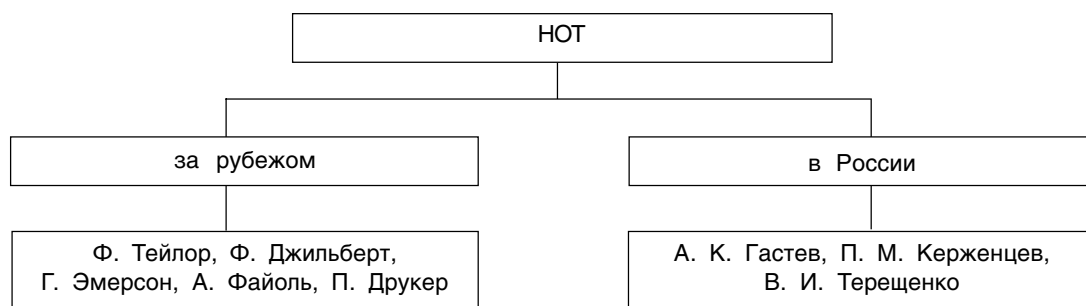 НОТ
за рубежом
в России
Ф. Тейлор, Ф. Джильберт,
Г. Эмерсон, А. Файоль, П. Друкер
А. К. Гастев, П. М. Керженцев,
В. И. Терещенко